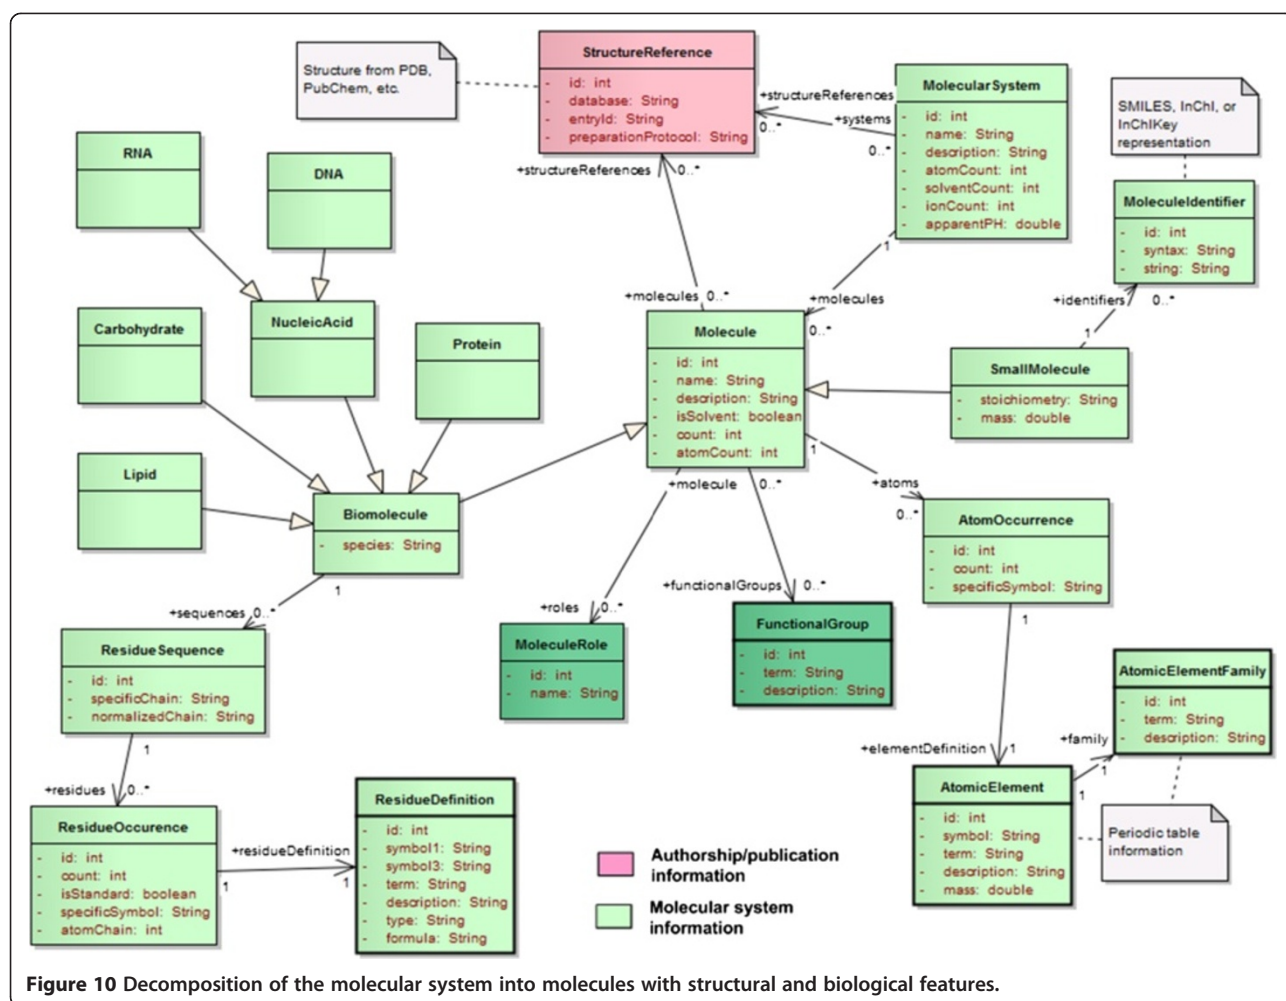 Structure from PDB,
PubChem, etc.
StructureReference
- id: int
- database: String
- entryId: String
- preparationProtocol: String
+structureReferences
0..*
+systems
0..*
MolecularSystem
- id: int
- name: String
- description: String
- atomCount: int
- solventCount: int
- ionCount: int
- apparentPH: double
SMILES, InChI, or
InChIKey
representation
RNA
DNA
+structureReferences
0..*
MoleculeIdentifier
- id: int
- syntax: String
- string: String
1
+molecules
0..*
+molecules 0..*
+identifiers
0..*
1
Carbohydrate
NucleicAcid
Protein
Molecule
- id: int
- name: String
- description: String
- isSolvent: boolean
- count: int
- atomCount: int
SmallMolecule
- stoichiometry: String
- mass: double
Lipid
Biomolecule
- species: String
1
+atoms
0..*
+molecule
0..*
AtomOccurrence
- id: int
- count: int
- specificSymbol: String
1
+sequences 0..*
1
+roles 0..*
+functionalGroups 0..*
ResidueSequence
- id: int
- specificChain: String
- normalizedChain: String
MoleculeRole
- id: int
- name: String
FunctionalGroup
- id: int
- term: String
- description: String
AtomicElementFamily
- id: int
- term: String
- description: String
1
+residues 0..*
+elementDefinition 1
+family
1
1
ResidueOccurence
- id: int
- count: int
- isStandard: boolean
- specificSymbol: String
- atomChain: int
+residueDefinition
1
1
ResidueDefinition
- id: int
- symbol1: String
- symbol3: String
- term: String
- description: String
- type: String
- formula: String
AtomicElement
- id: int
- symbol: String
- term: String
- description: String
- mass: double
Periodic table
information
Authorship/publication
information
Molecular system
information
Figure 10 Decomposition of the molecular system into molecules with structural and biological features.